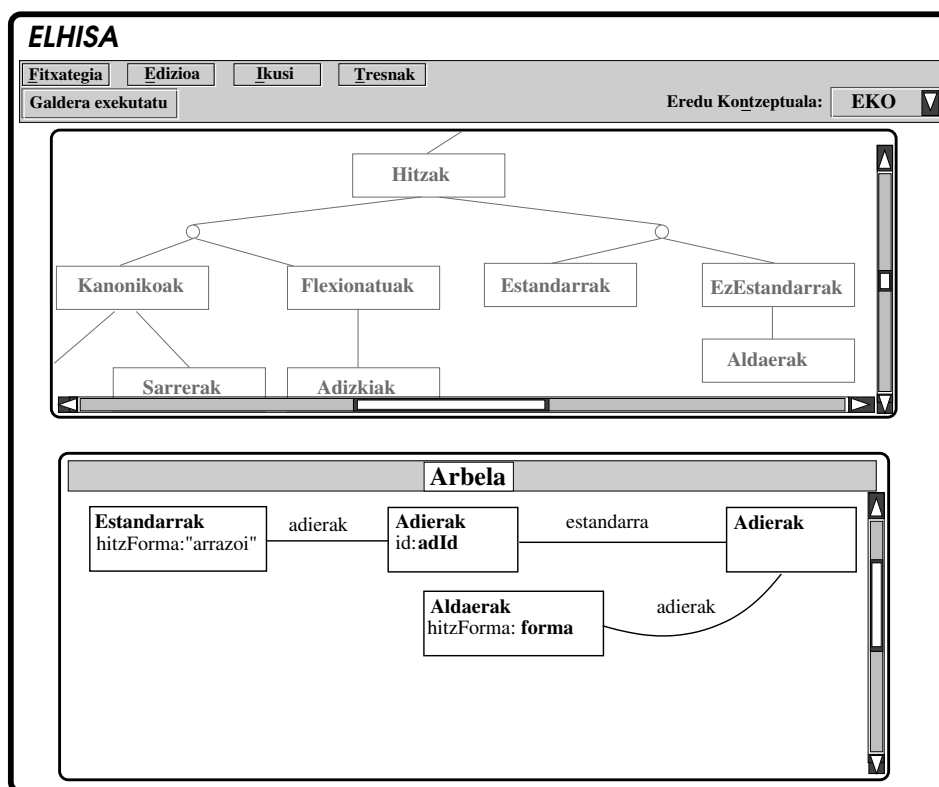 ELHISA
Fitxategia Edizioa Ikusi Tresnak
Galdera exekutatu Eredu Kontzeptuala: EKO
Hitzak
Kanonikoak Flexionatuak Estandarrak EzEstandarrak
Aldaerak
Sarrerak Adizkiak
Arbela
Estandarrak adierak Adierak estandarra Adierak
hitzForma:"arrazoi" id:adId
Aldaerak adierak
hitzForma: forma